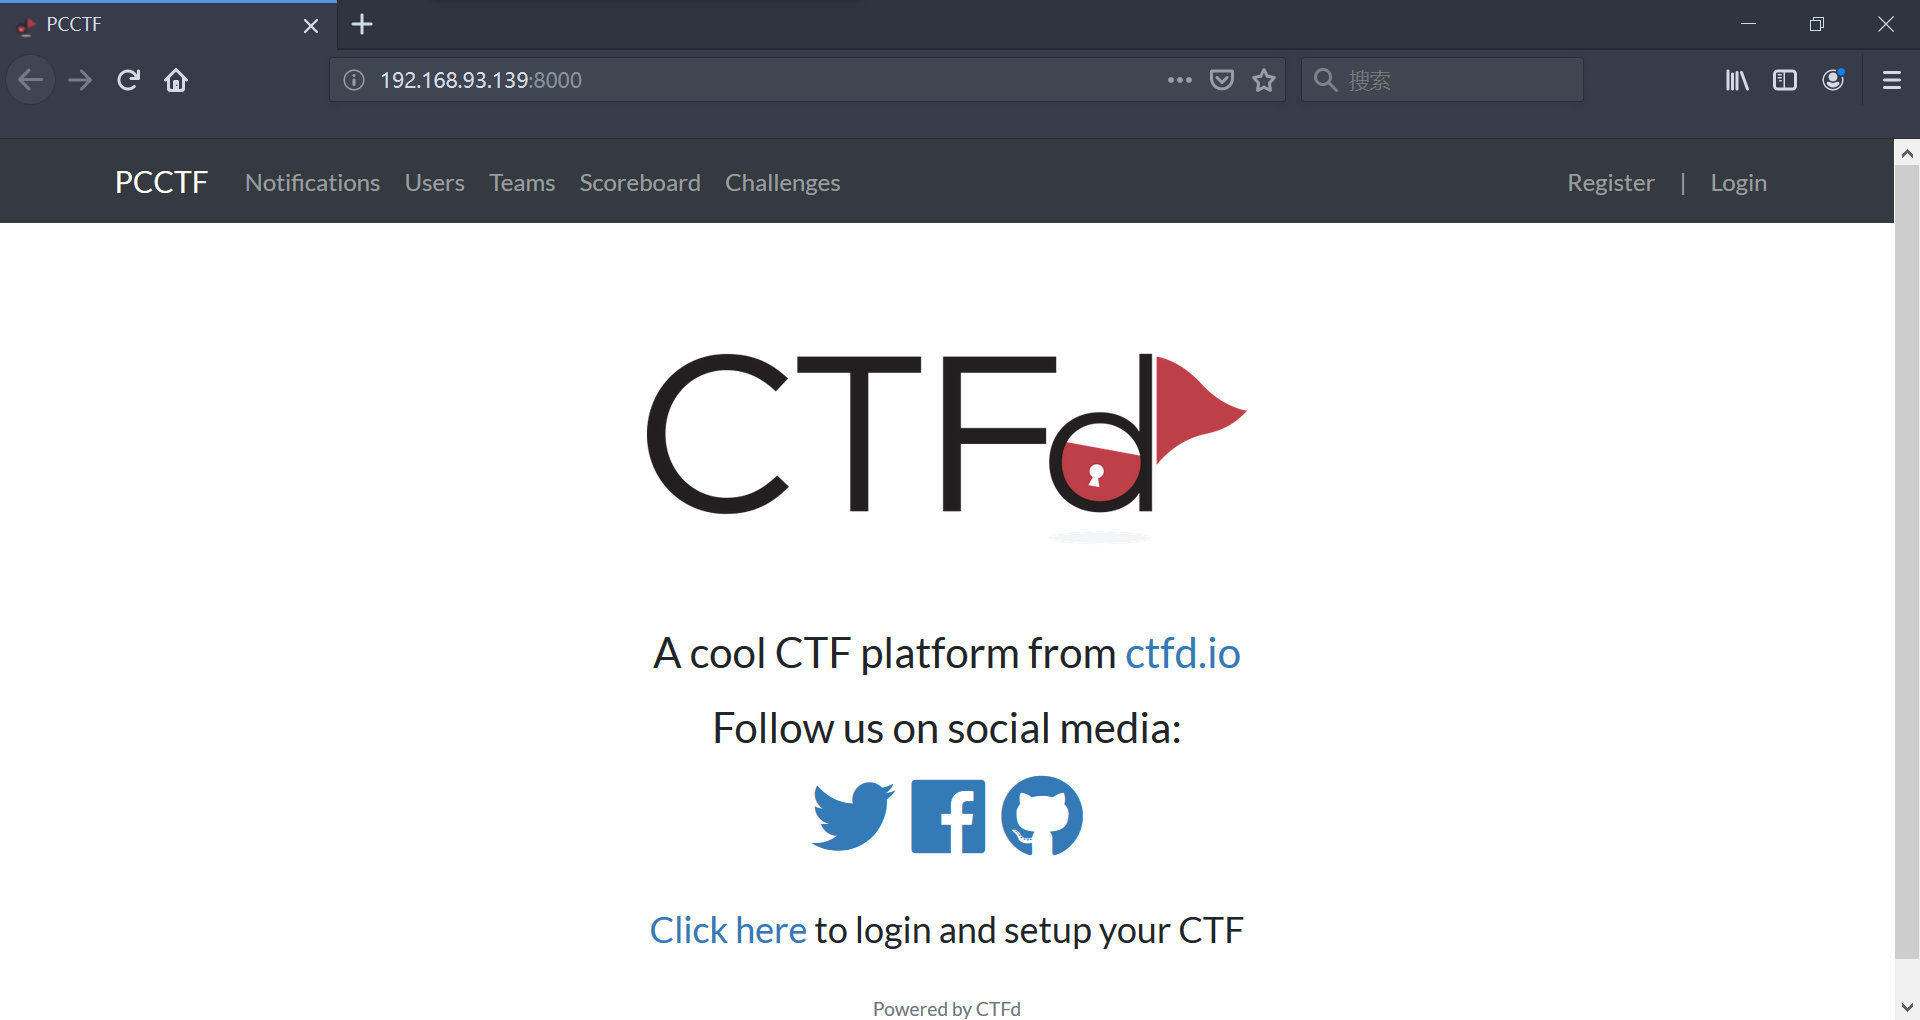 PCCTF
192.168.93.139:8000
搜索
PCCTF Notifications Users Teams Scoreboard Challenges Register | Login
CTFd
A cool CTF platform from ctfd.io
Follow us on social media:
Click here to login and setup your CTF
Powered by CTFd